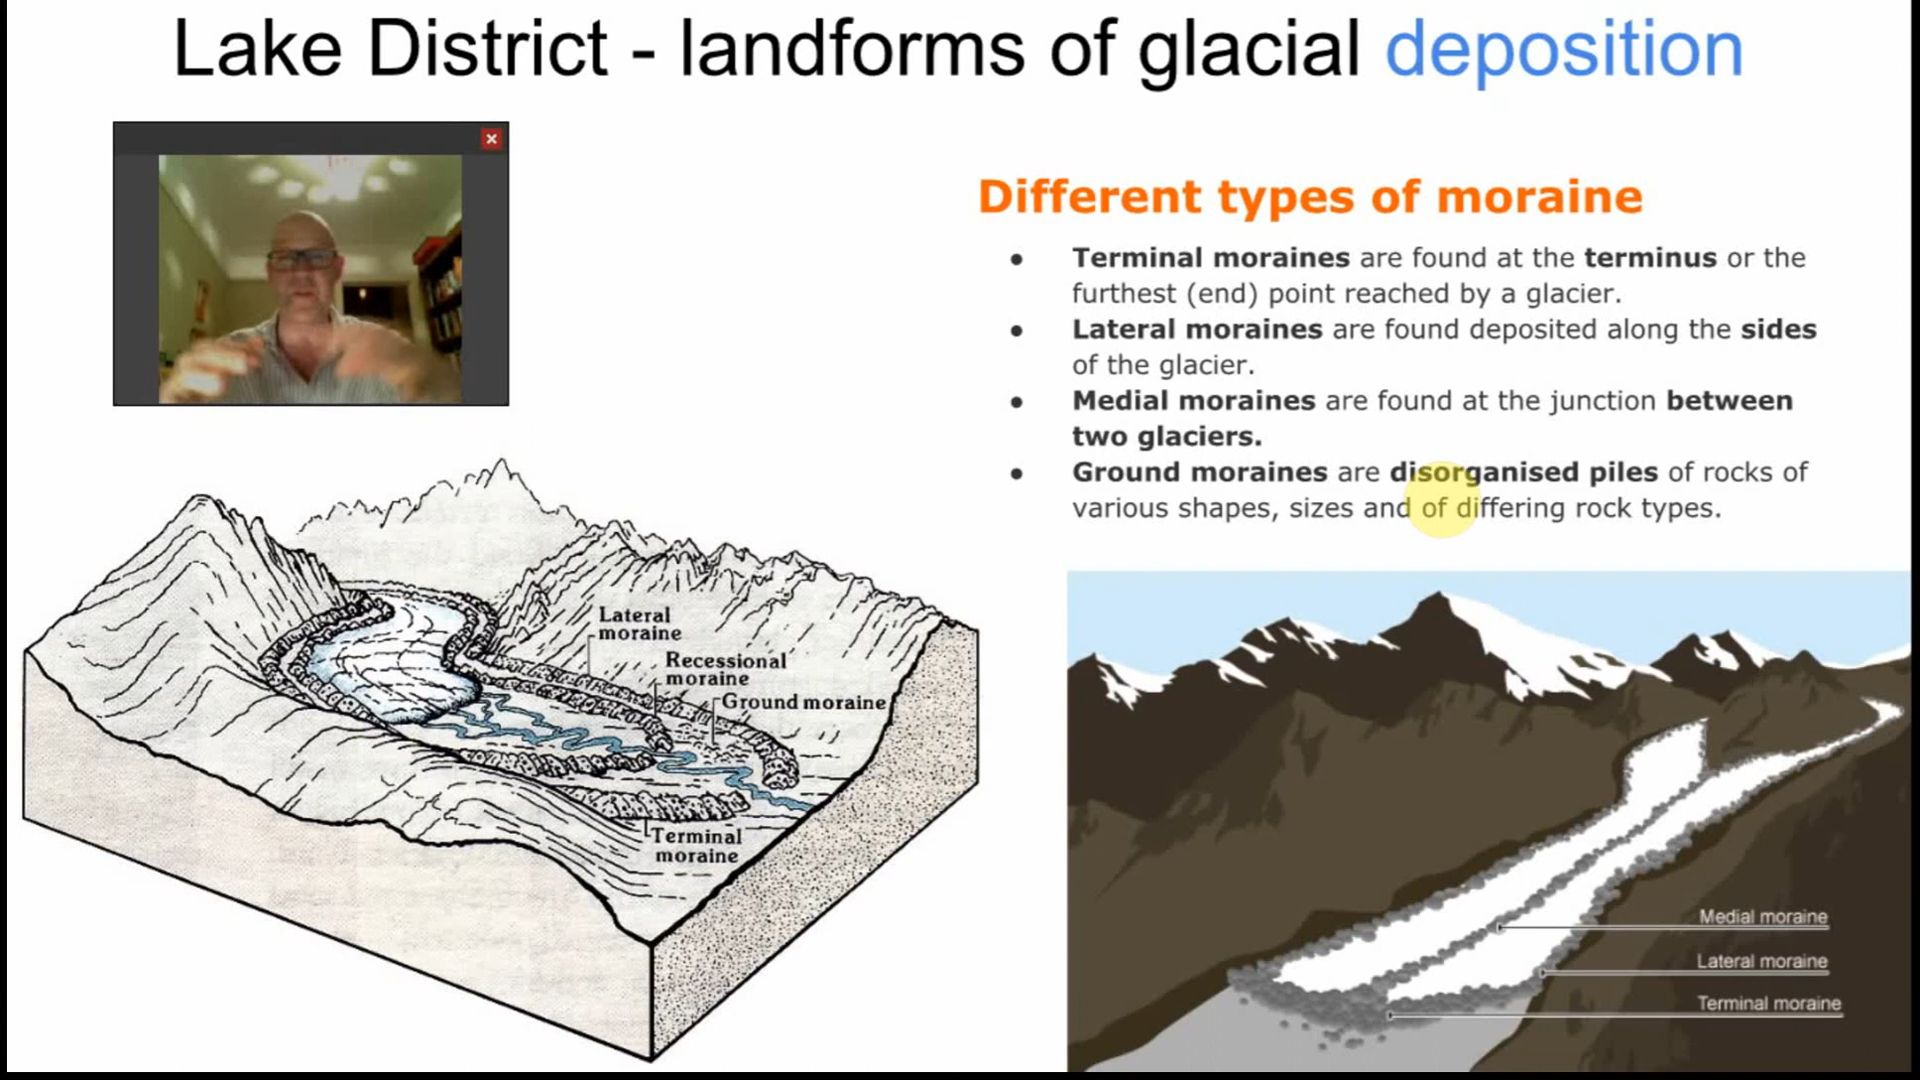 Lake District - landforms of glacial deposition
Different types of moraine
Terminal moraines are found at the terminus or the
furthest (end) point reached by a glacier.
Lateral moraines are found deposited along the sides
of the glacier.
Medial moraines are found at the junction between
two glaciers.
Ground moraines are disorganised piles of rocks of
various shapes, sizes and of differing rock types.
Lateral
moraine
Recessional
moraine
Ground moraine
Terminal
moraine
Medial moraine
Lateral moraine
Terminal moraine